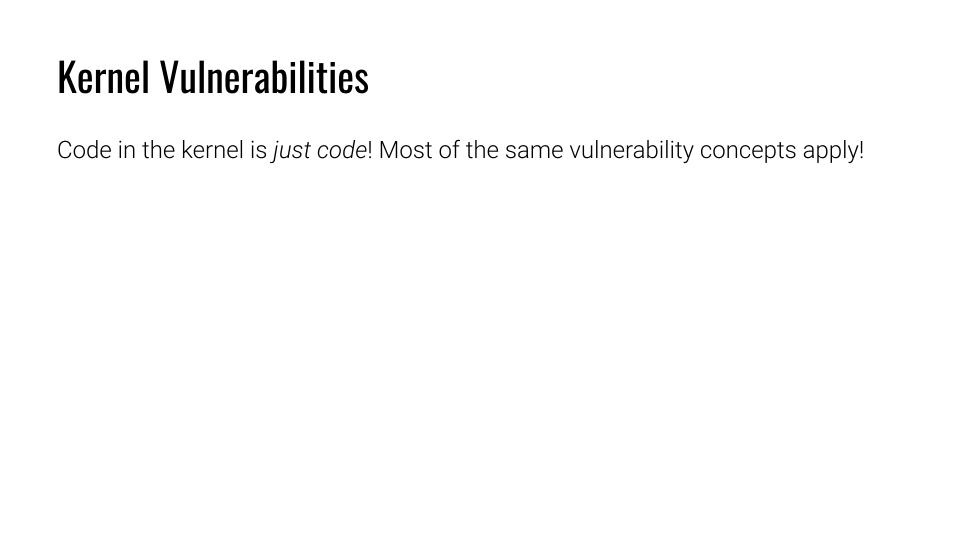 Kernel Vulnerabilities
Code in the kernel is just code! Most of the same vulnerability concepts apply!